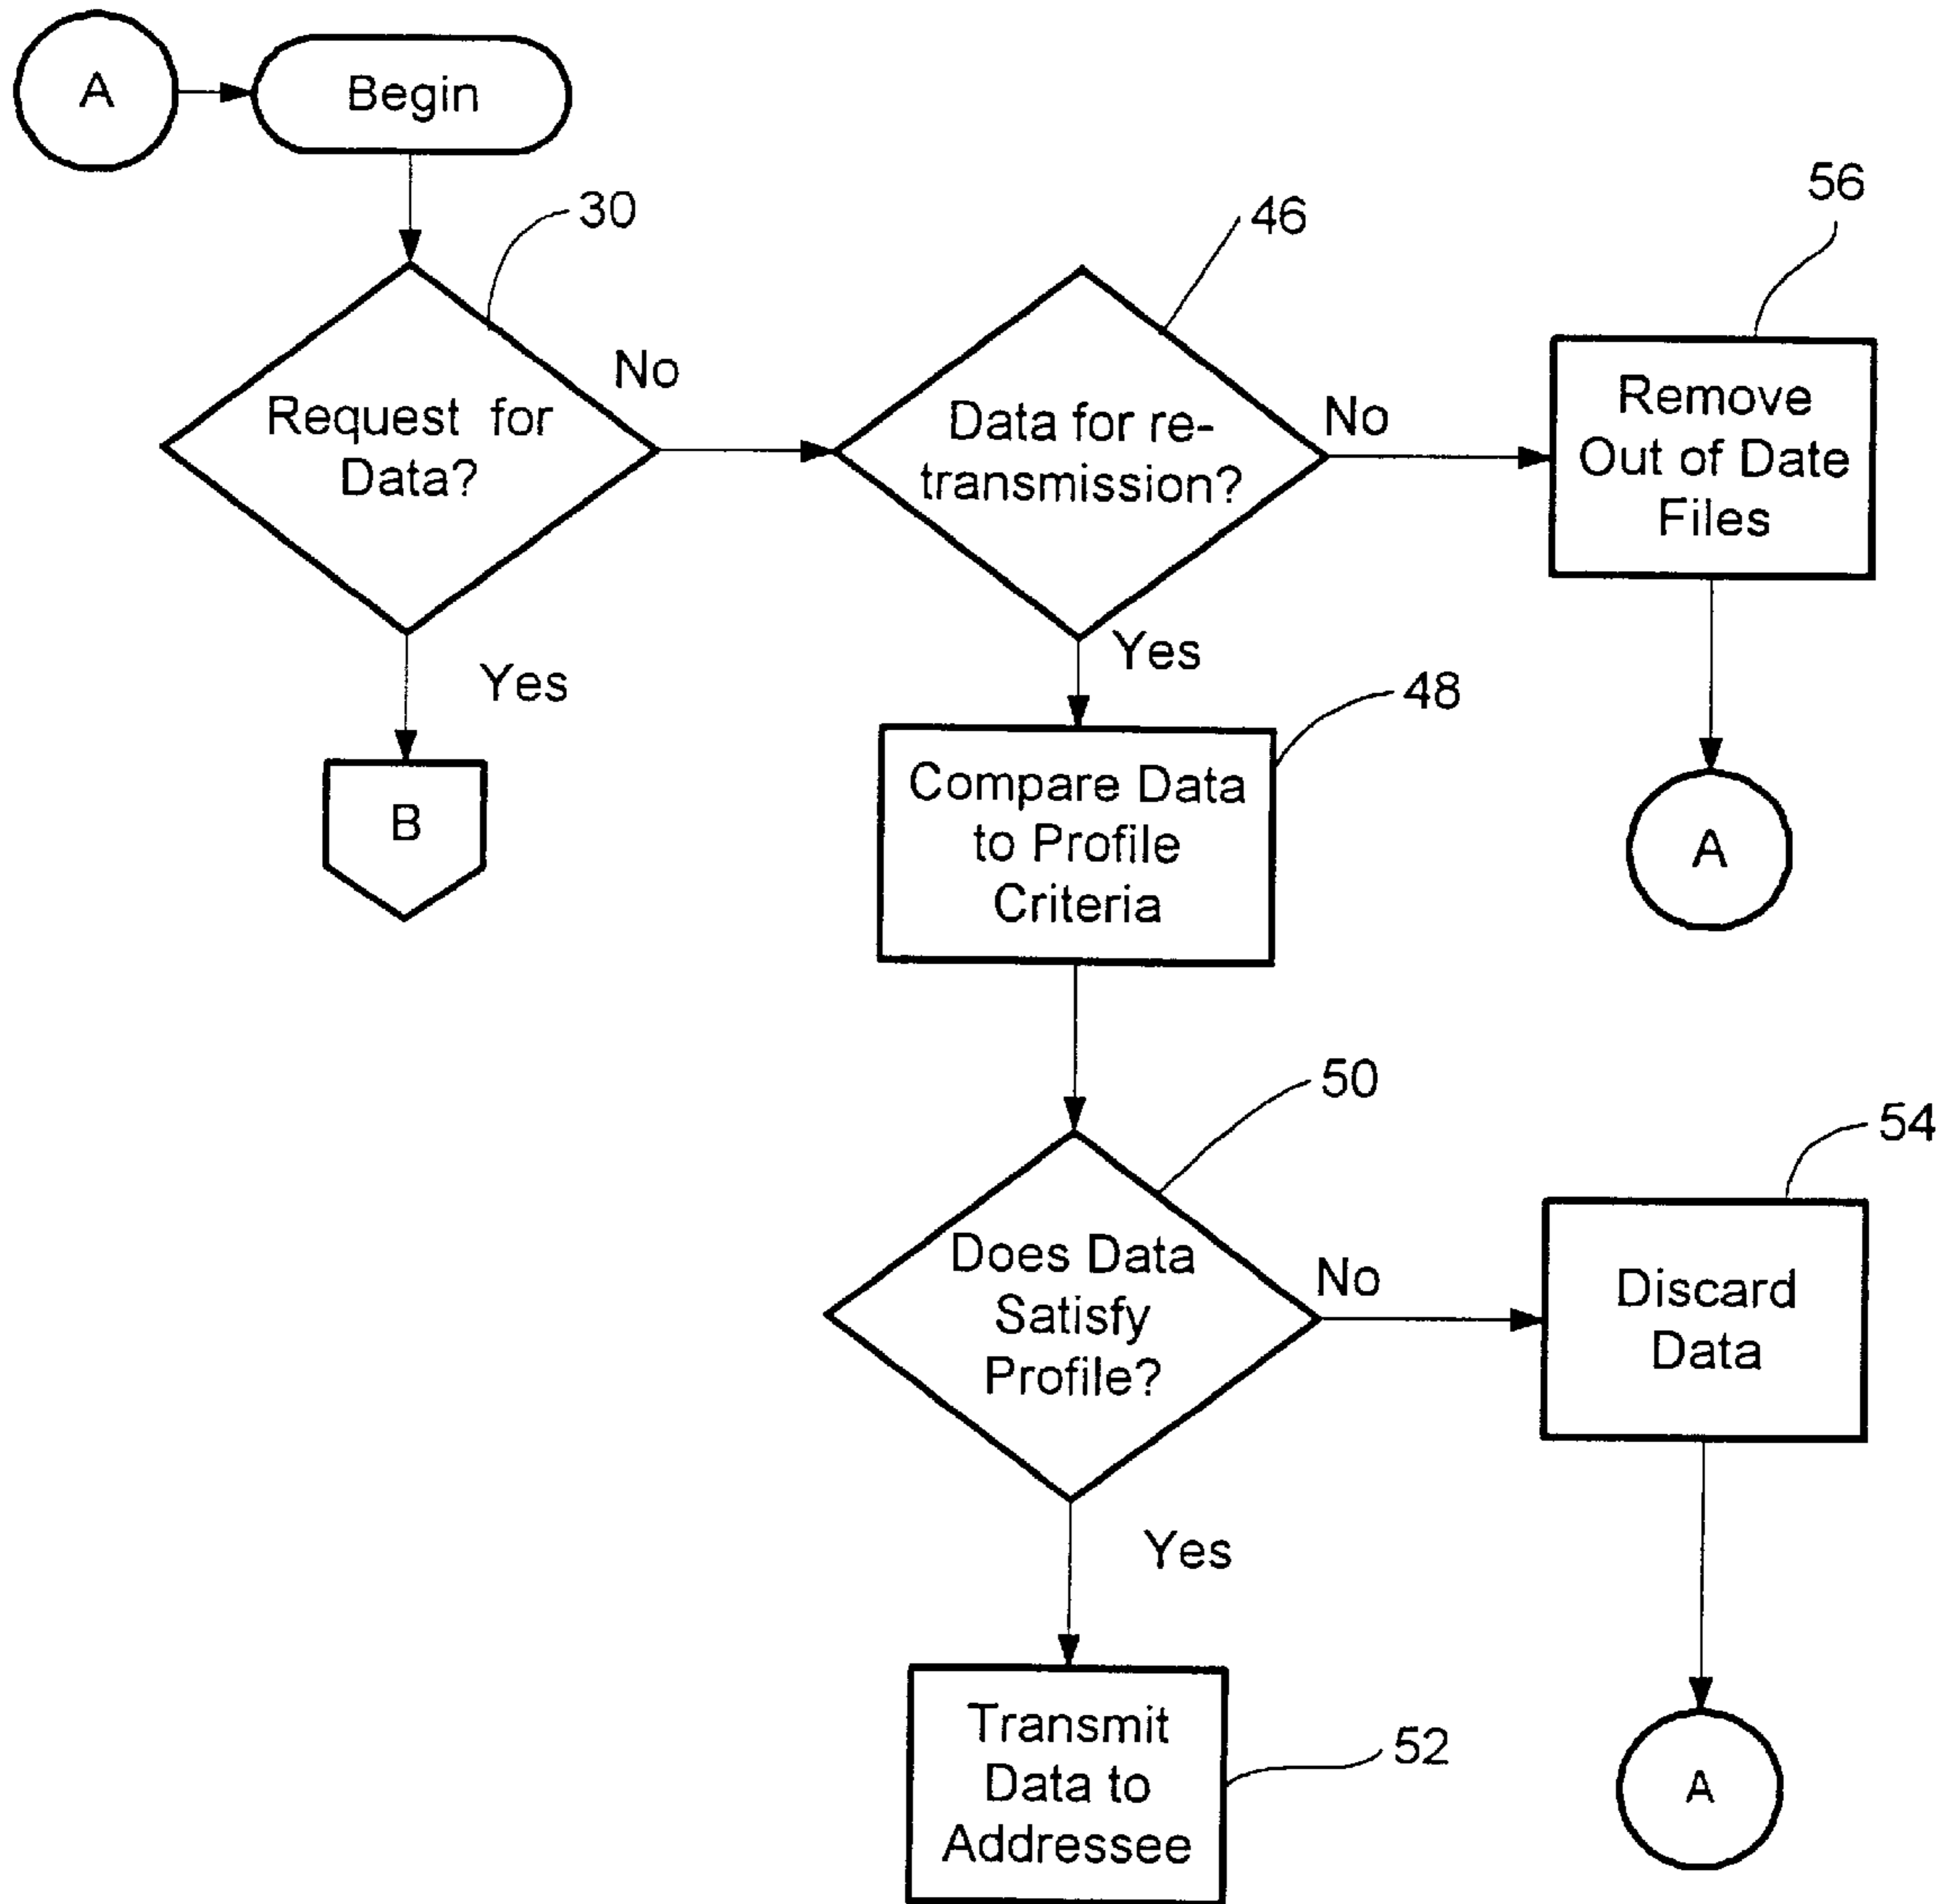 A
Begin
30
46
56
Request for
Data?
No
Data for re-
transmission?
No
Remove
Out of Date
Files
Yes
Yes
B
48
Compare Data
to Profile
Criteria
A
50
54
Does Data
Satisfy
Profile?
No
Discard
Data
Yes
Transmit
Data to
Addressee
52
A